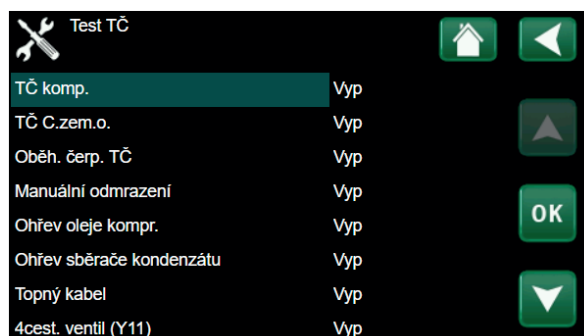 Test TČ
TČ komp. Vyp
TČ C.zem.o. Vyp
Oběh. čerp. TČ Vyp
Manuální odmrazení Vyp
Ohřev oleje kompr. Vyp
OK
Ohřev sběrače kondenzátu Vyp
Topný kabel Vyp
4cest. ventil (Y11) Vyp